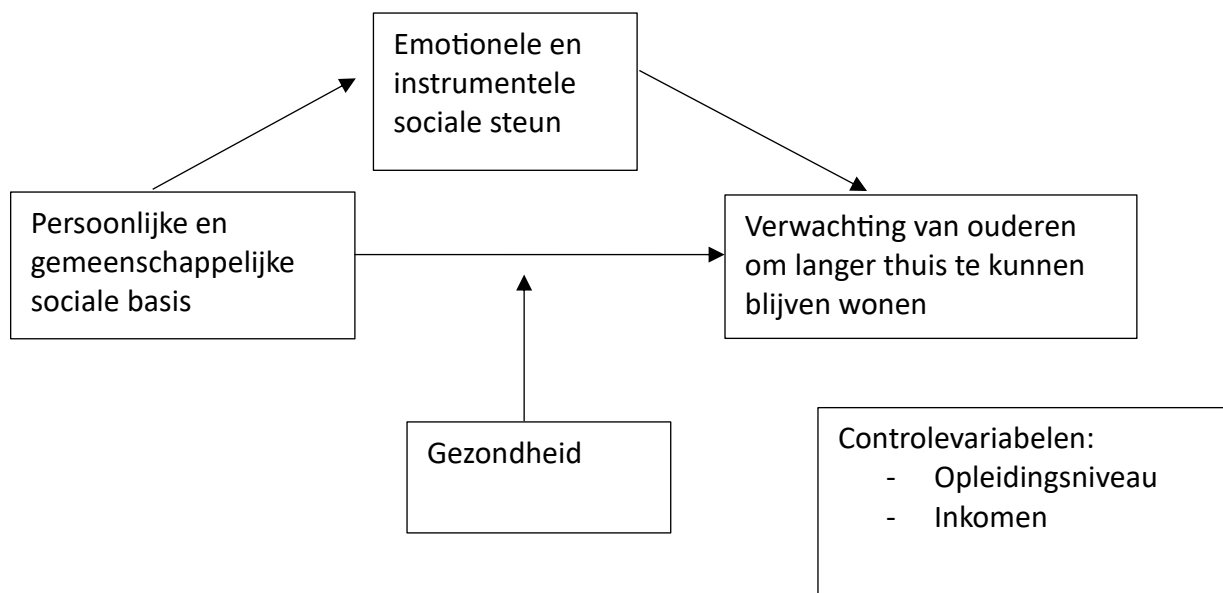 Emotionele en
instrumentele
sociale steun
Persoonlijke en
gemeenschappelijke
sociale basis
Verwachting van ouderen
om langer thuis te kunnen
blijven wonen
Gezondheid
Controlevariabelen:
- Opleidingsniveau
- Inkomen